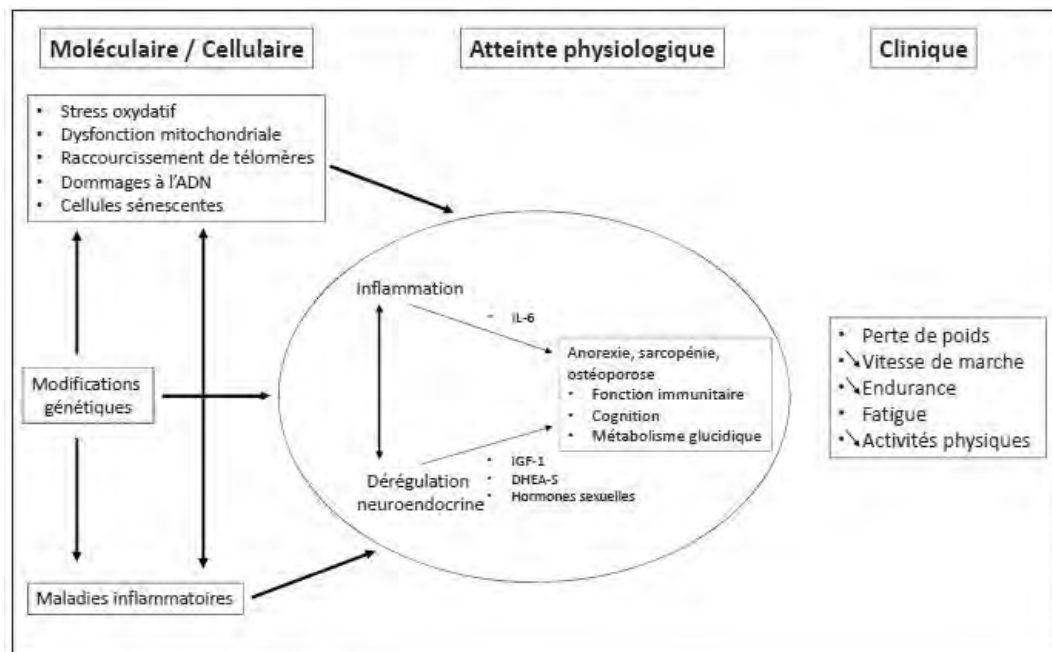 Moléculaire / Cellulaire
Atteinte physiologique
Clinique
• Stress oxydatif
• Dysfonction mitochondriale
• Raccourcissement de télomères
• Dommages à l'ADN
• Cellules sénescentes
Modifications
génétiques
Maladies inflammatoires
Inflammation
- IL-6
Anorexie, sarcopénie,
ostéoporose
• Fonction immunitaire
• Cognition
• Métabolisme glucidique
Dérégulation
neuroendocrine
• IGF-1
• DHEA-S
• Hormones sexuelles
• Perte de poids
• ↘Vitesse de marche
• ↘Endurance
• Fatigue
• ↘Activités physiques